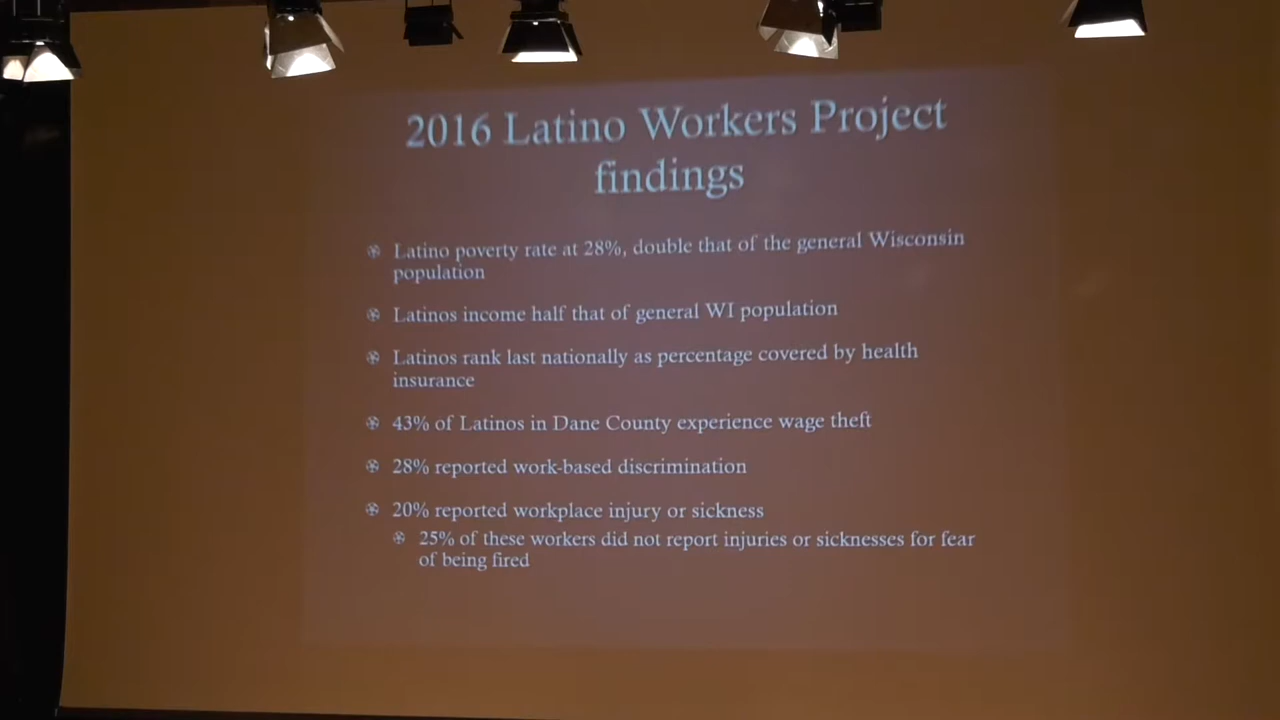 2016 Latino Workers Project
findings
Latino poverty rate at 28%, double that of the general Wisconsin
population
Latinos income half that of general WI population
Latinos rank last nationally as percentage covered by health
insurance
43% of Latinos in Dane County experience wage theft
28% reported work-based discrimination
20% reported workplace injury or sickness
25% of these workers did not report injuries or sicknesses for fear
of being fired